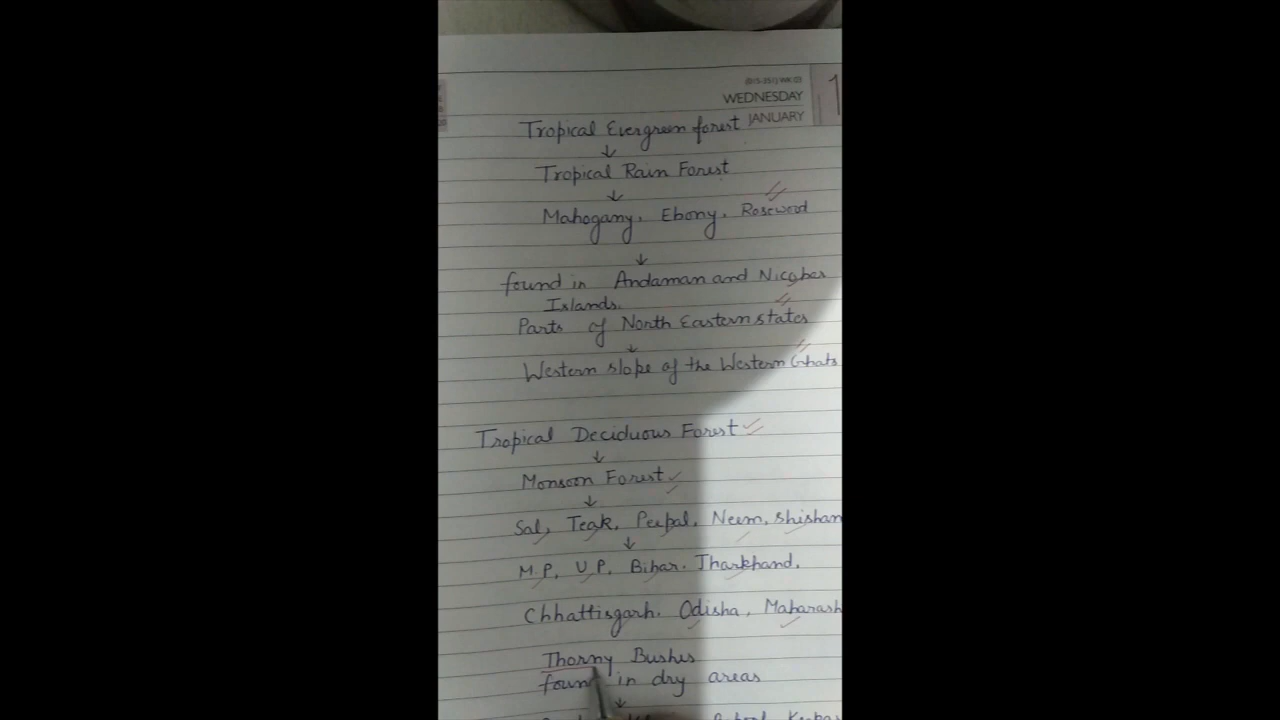 WEDNESDAY
JANUARY
Tropical Evergreen forest
Tropical Rain Forest
Mahogany, Ebony, Rosewood
found in Andaman and Nicobar
Islands.
Parts of North Eastern states
Western slope of the Western Ghats
Tropical Deciduous Forest
Monsoon Forest
Sal, Teak, Peepal, Neem, Shisham
M.P, U.P, Bihar. Jharkhand,
Chhattisgarh. Odisha, Maharash
Thorny Bushes
found in dry areas